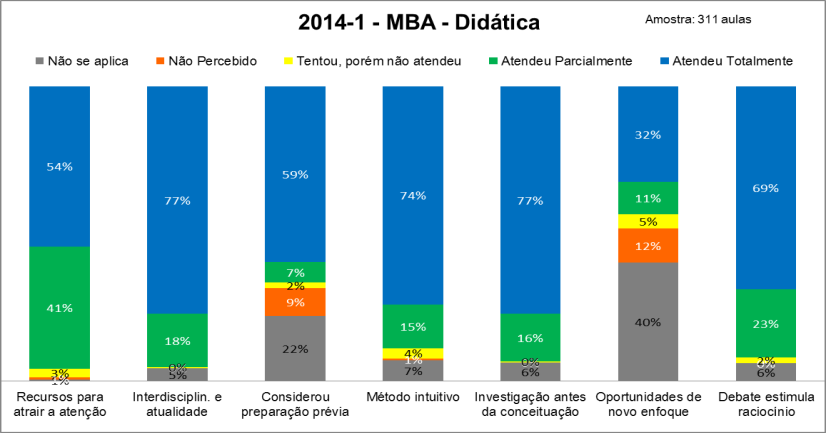 2014-1 - MBA - Didática
Amostra: 311 aulas
Não se aplica Não Percebido Tentou, porém não atendeu Atendeu Parcialmente Atendeu Totalmente
54% 77% 59% 74% 77% 32% 69%
41% 18% 7% 15% 16% 11% 23%
3% 0% 2% 4% 0% 5% 2%
1% 5% 9% 1% 6% 12% 6%
22% 7% 40%
Recursos para atrair a atenção
Interdisciplin. e atualidade
Considerou preparação prévia
Método intuitivo
Investigação antes da conceituação
Oportunidades de novo enfoque
Debate estimula raciocínio